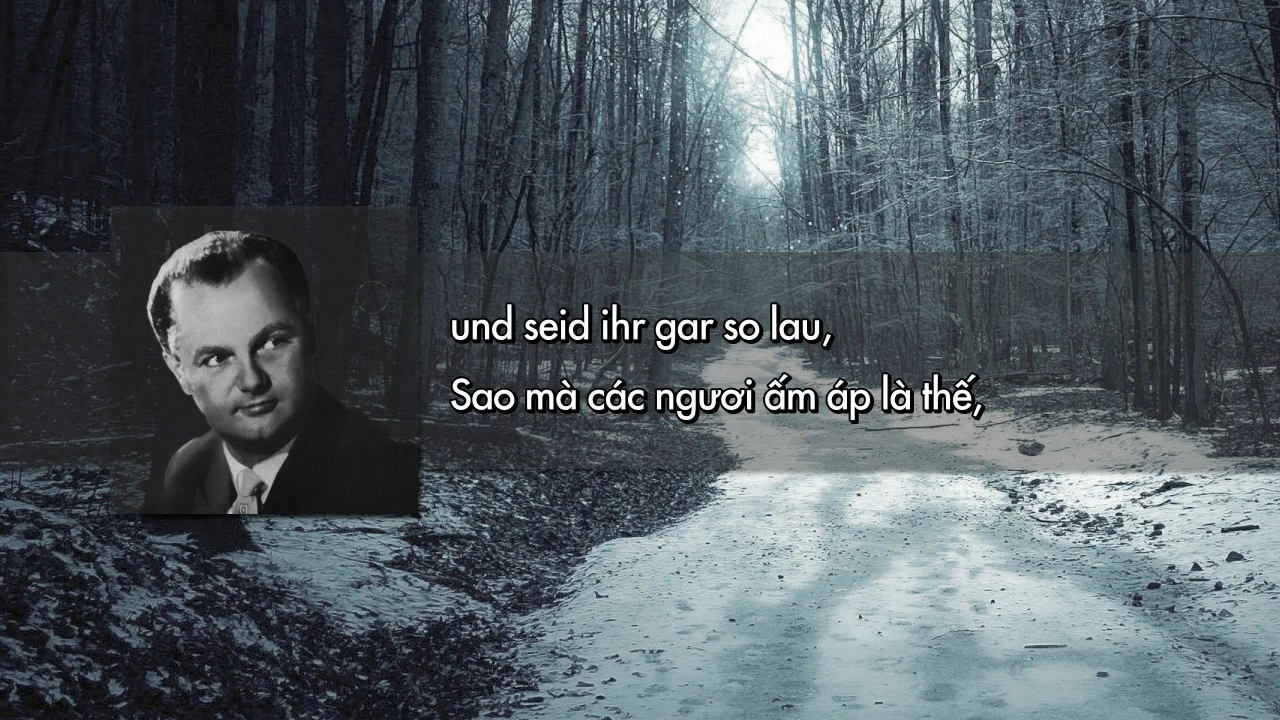 und seid ihr gar so lau,
Sao mà các ngươi ấm áp là thế,